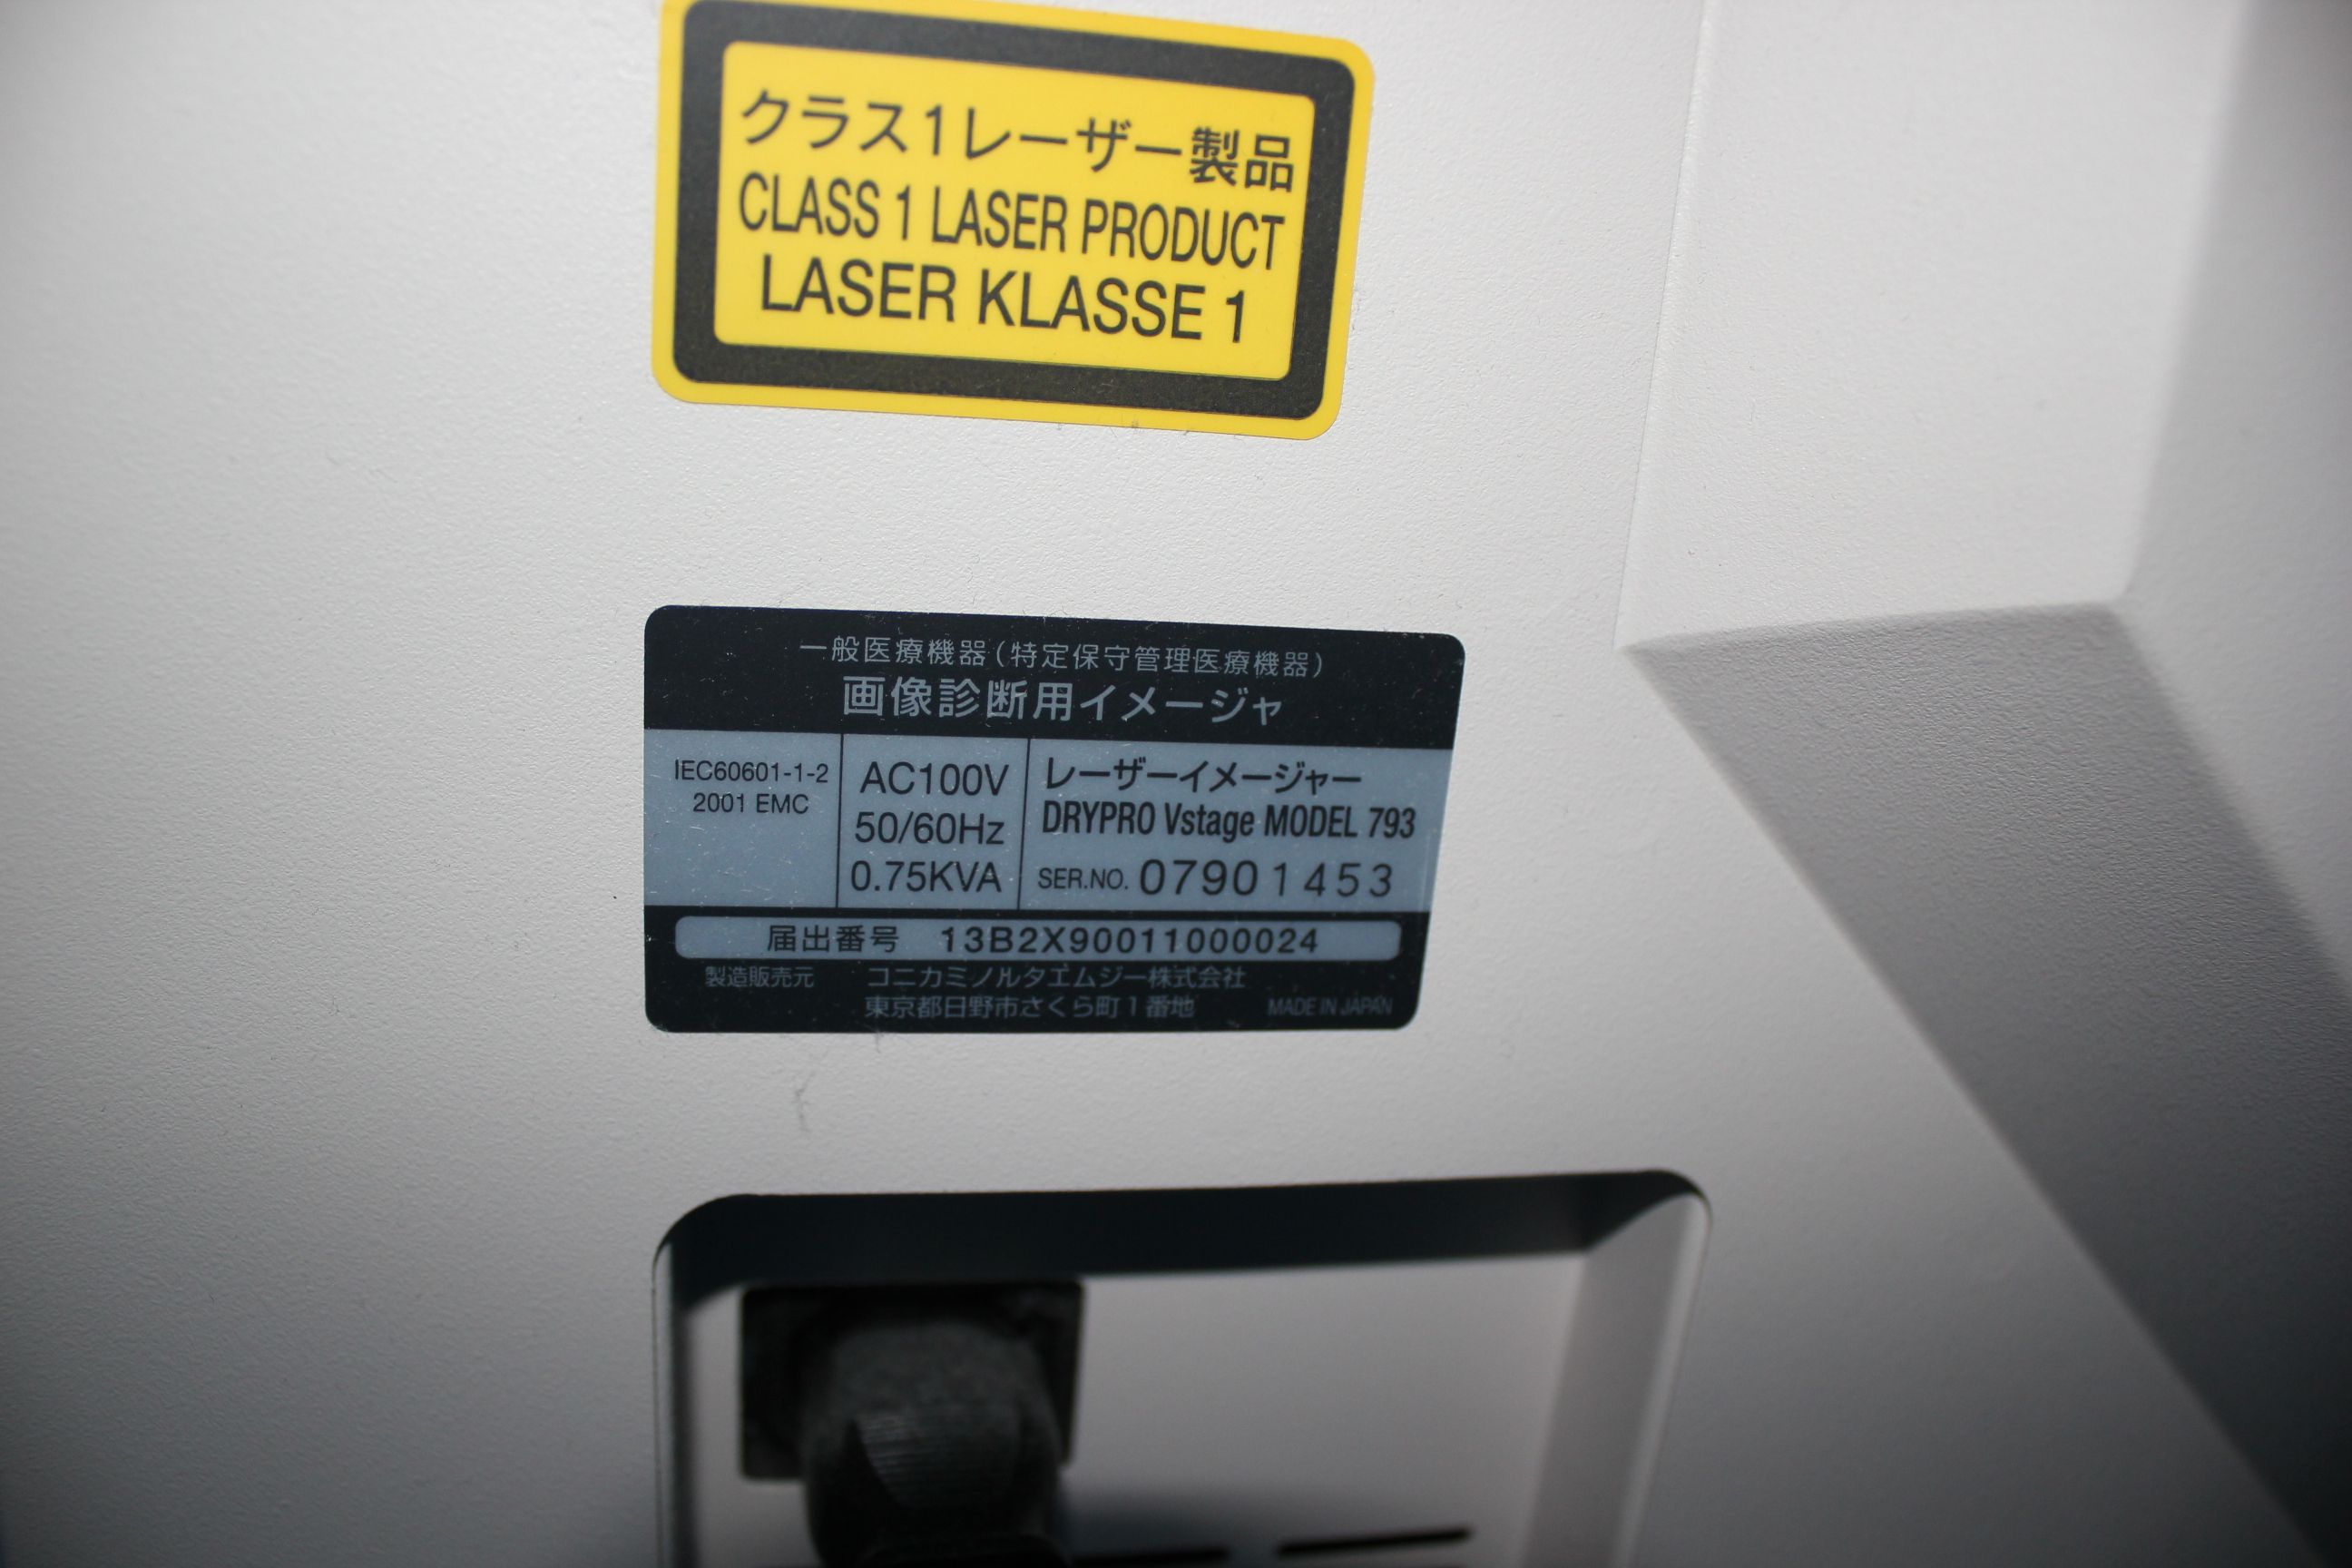 クラス1レーザー製品
CLASS 1 LASER PRODUCT
LASER KLASSE 1
一般医療機器(特定保守管理医療機器)
画像診断用イメージャ
IEC60601-1-2
2001 EMC
AC100V
50/60Hz
0.75KVA
レーザーイメージャー
DRYPRO Vstage MODEL 793
SER.NO. 07901453
届出番号 13B2X90011000024
製造販売元 コニカミノルタエムジー株式会社
東京都日野市さくら町1番地 MADE IN JAPAN